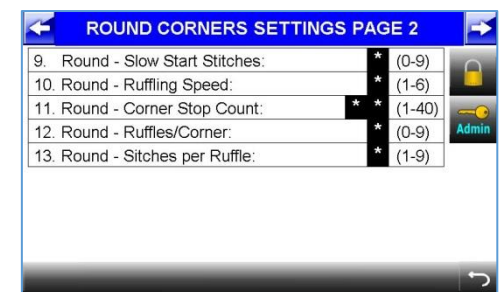 ROUND CORNERS SETTINGS PAGE 2
9. Round - Slow Start Stitches: * (0-9)
10. Round - Ruffling Speed: * (1-6)
11. Round - Corner Stop Count: * * (1-40)
12. Round - Ruffles/Corner: * (0-9)
13. Round - Sitches per Ruffle: * (1-9)
Admin